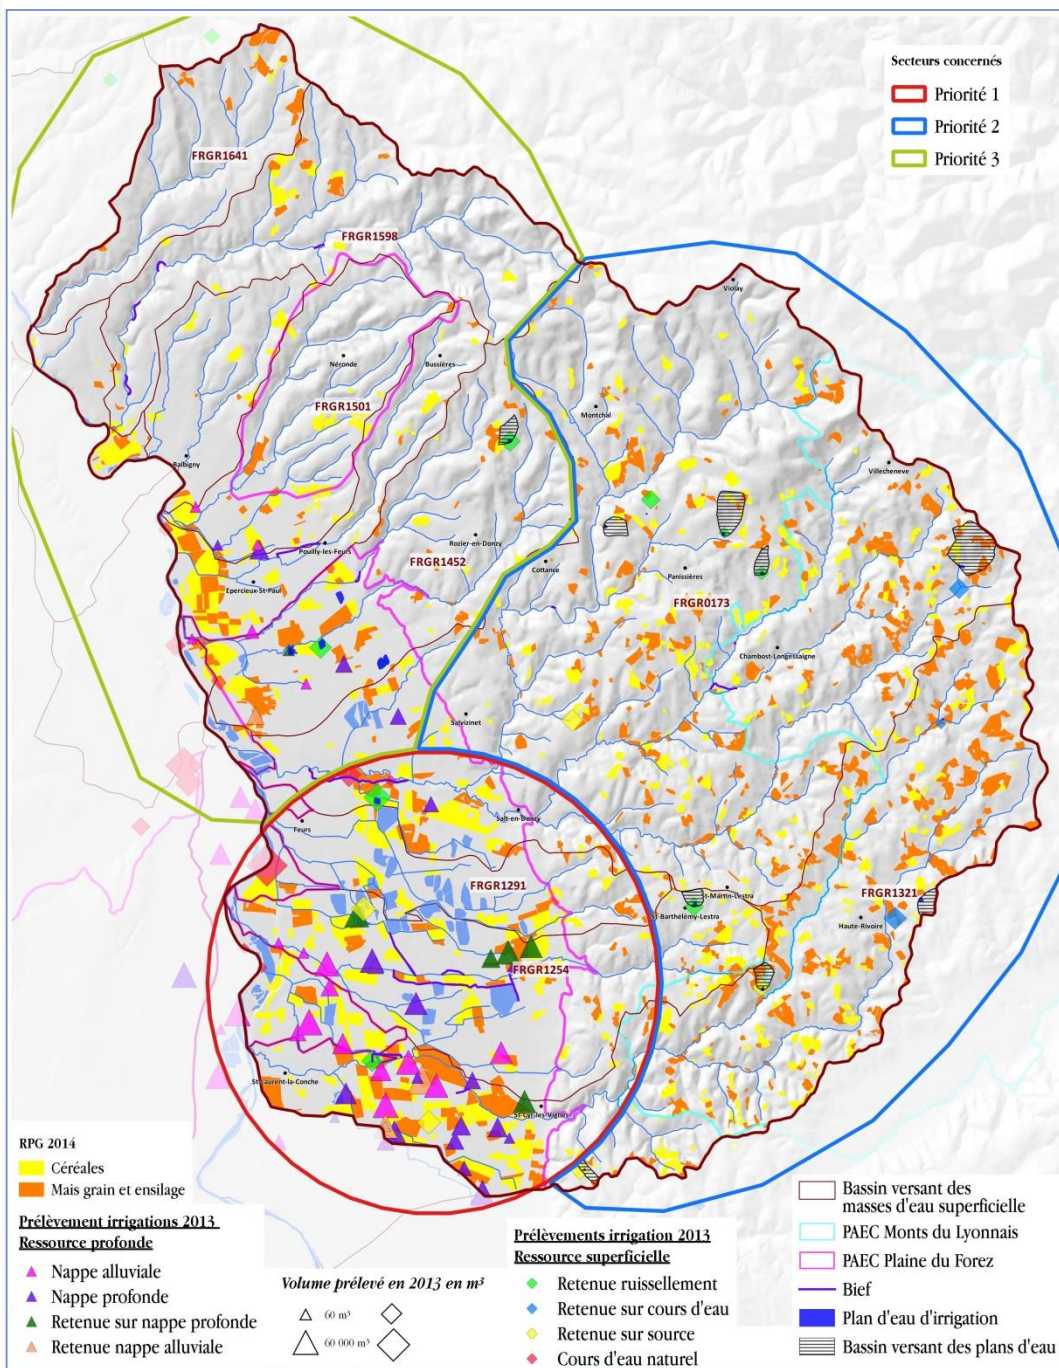 Secteurs concernés
Priorité 1
Priorité 2
Priorité 3
FRGR1641
FRGR1598
Violay
Néronde
Bussières
FRGR1501
Montchal
Balbigny
Villecheneve
Pouilly-les-Feurs
Rozier-en-Donzy
FRGR1452
Cottance
Panissières
Epercieux-St-Paul
FRGR0173
Chambost-Longessaigne
Salvizinet
Feurs
Salt-en-Donzy
FRGR1291
St-Martin-Lestra
FRGR1321
St-Barthélemy-Lestra
Haute-Rivoire
FRGR1254
St-Laurent-la-Conche
St-Cyr-les-Vignes
RPG 2014
Céréales
Mais grain et ensilage
Prélèvement irrigations 2013
Ressource profonde
Nappe alluviale
Nappe profonde
Retenue sur nappe profonde
Retenue nappe alluviale
Volume prélevé en 2013 en m³
60 m³
60 000 m³
Prélèvements irrigation 2013
Ressource superficielle
Retenue ruissellement
Retenue sur cours d'eau
Retenue sur source
Cours d'eau naturel
Bassin versant des
masses d'eau superficielle
PAEC Monts du Lyonnais
PAEC Plaine du Forez
Bief
Plan d'eau d'irrigation
Bassin versant des plans d'eau